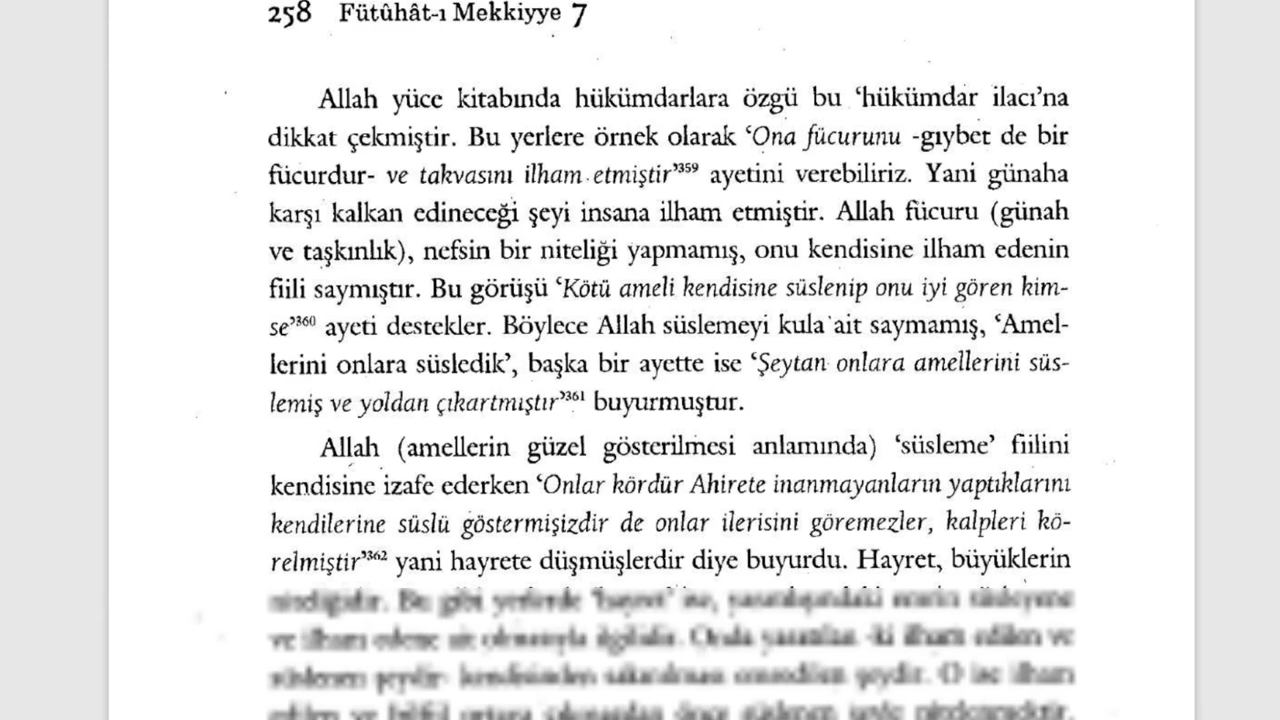 258 Fütûhât-ı Mekkiyye 7
Allah yüce kitabında hükümdarlara özgü bu ‘hükümdar ilacı’na
dikkat çekmiştir. Bu yerlere örnek olarak ‘Ona fücurunu -gıybet de bir
fücurdur- ve takvasını ilham etmiştir’³⁵⁹ ayetini verebiliriz. Yani günaha
karşı kalkan edineceği şeyi insana ilham etmiştir. Allah fücuru (günah
ve taşkınlık), nefsin bir niteliği yapmamış, onu kendisine ilham edenin
fiili saymıştır. Bu görüşü ‘Kötü ameli kendisine süslenip onu iyi gören kim-
se’³⁶⁰ ayeti destekler. Böylece Allah süslemeyi kula ait saymamış, ‘Amel-
lerini onlara süsledik’, başka bir ayette ise ‘Şeytan onlara amellerini süs-
lemiş ve yoldan çıkartmıştır’³⁶¹ buyurmuştur.
Allah (amellerin güzel gösterilmesi anlamında) ‘süsleme’ fiilini
kendisine izafe ederken ‘Onlar kördür Ahirete inanmayanların yaptıklarını
kendilerine süslü göstermişizdir de onlar ilerisini göremezler, kalpleri kö-
relmiştir’³⁶² yani hayrete düşmüşlerdir diye buyurdu. Hayret, büyüklerin